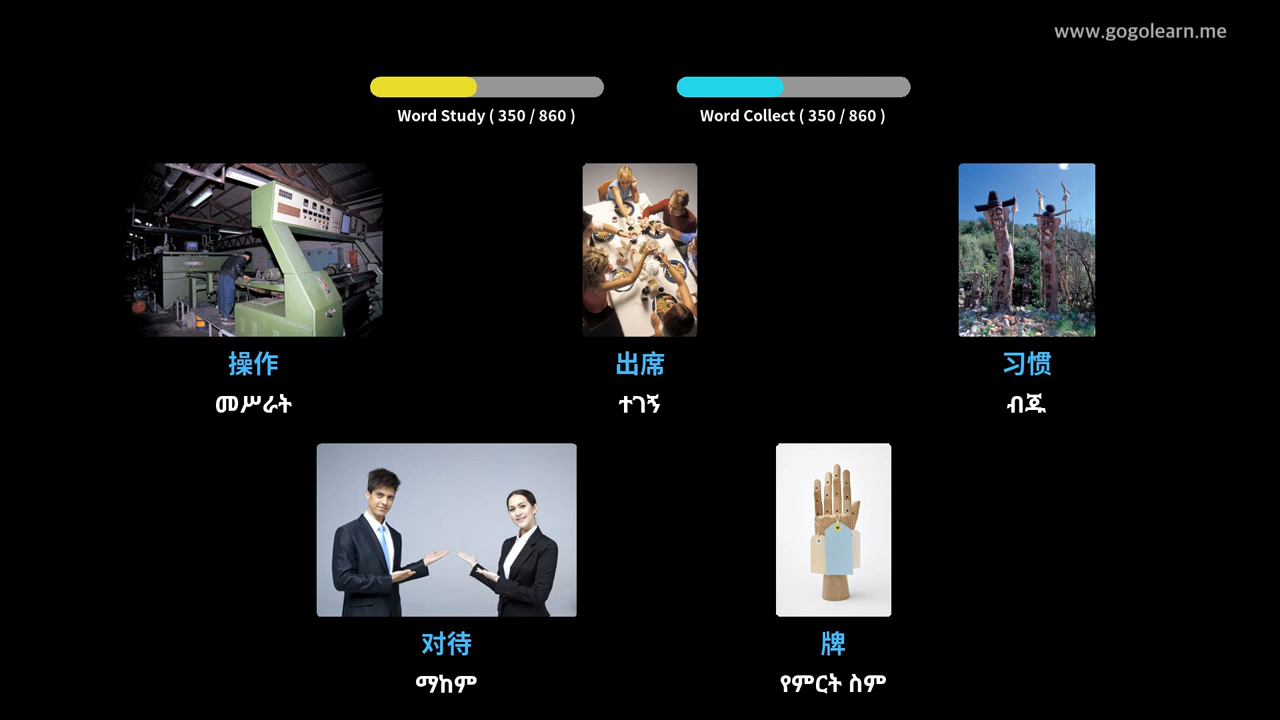 www.gogolearn.me
Word Study ( 350 / 860 )
Word Collect ( 350 / 860 )
操作
出席
习惯
መሥራት
ተገኝ
ብጁ
对待
牌
ማከም
የምርት ስም